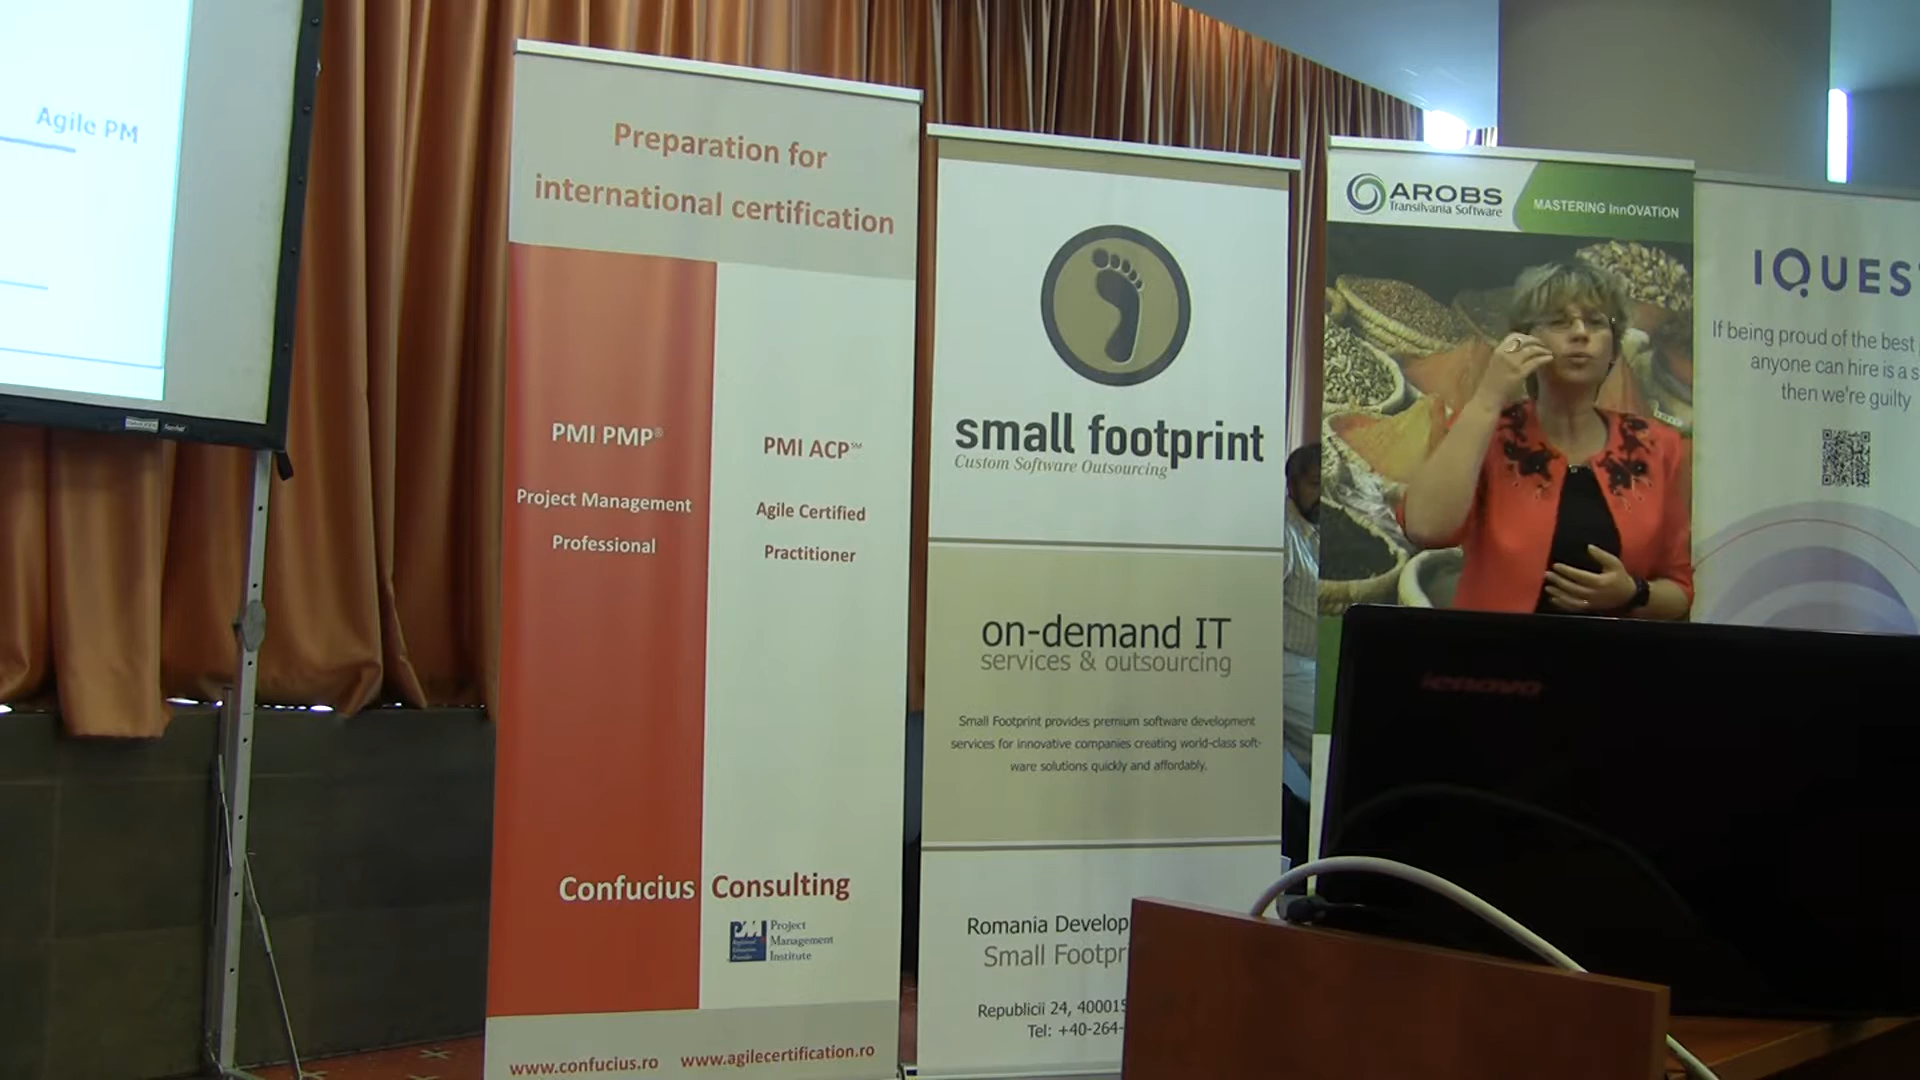 Agile PM
Preparation for
international certification
PMI PMP®
Project Management
Professional
PMI ACP℠
Agile Certified
Practitioner
Confucius Consulting
PMI
Project
Management
Institute
www.confucius.ro www.agilecertification.ro
small footprint
Custom Software Outsourcing
on-demand IT
services & outsourcing
Small Footprint provides premium software development
services for innovative companies creating world-class soft-
ware solutions quickly and affordably.
Romania Develop
Small Footpr
Republicii 24, 400015
Tel: +40-264-
AROBS
Transilvania Software
MASTERING InnOVATION
IQUEST
If being proud of the best
anyone can hire is a s
then we're guilty
lenovo